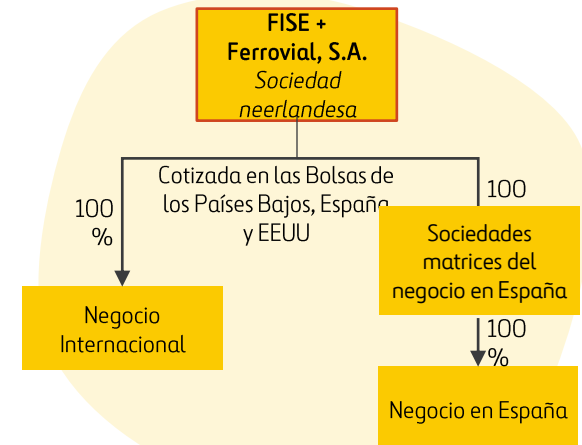 FISE +
Ferrovial, S.A.
Sociedad
neerlandesa
Cotizada en las Bolsas de
los Países Bajos, España
y EEUU
100
%
100
Sociedades
matrices del
negocio en España
Negocio
Internacional
100
%
Negocio en España